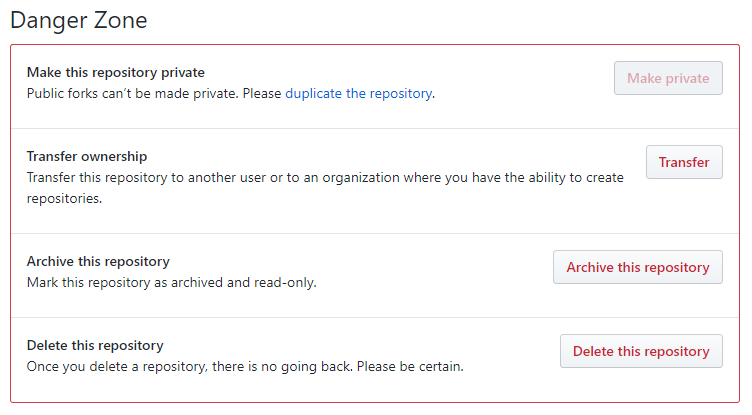 Danger Zone
Make this repository private
Public forks can't be made private. Please duplicate the repository.
Make private
Transfer ownership
Transfer this repository to another user or to an organization where you have the ability to create
repositories.
Transfer
Archive this repository
Mark this repository as archived and read-only.
Archive this repository
Delete this repository
Once you delete a repository, there is no going back. Please be certain.
Delete this repository